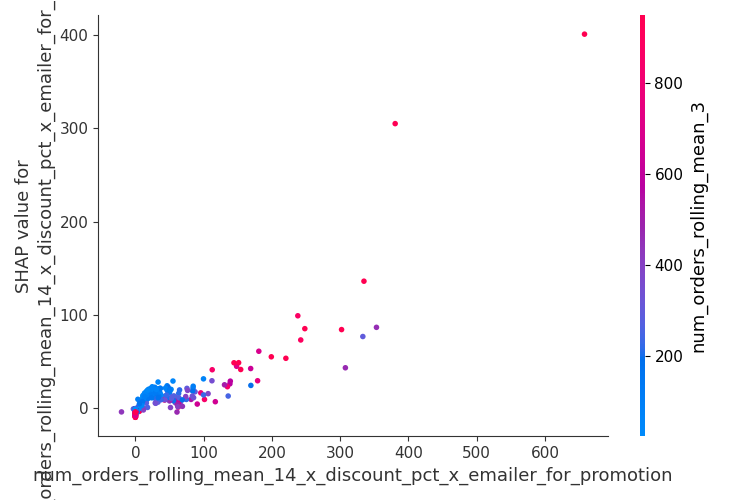 SHAP value for
orders_rolling_mean_14_x_discount_pct_x_emailer_for_
400
300
200
100
0
0 100 200 300 400 500 600
num_orders_rolling_mean_14_x_discount_pct_x_emailer_for_promotion
800
600
400
200
num_orders_rolling_mean_3